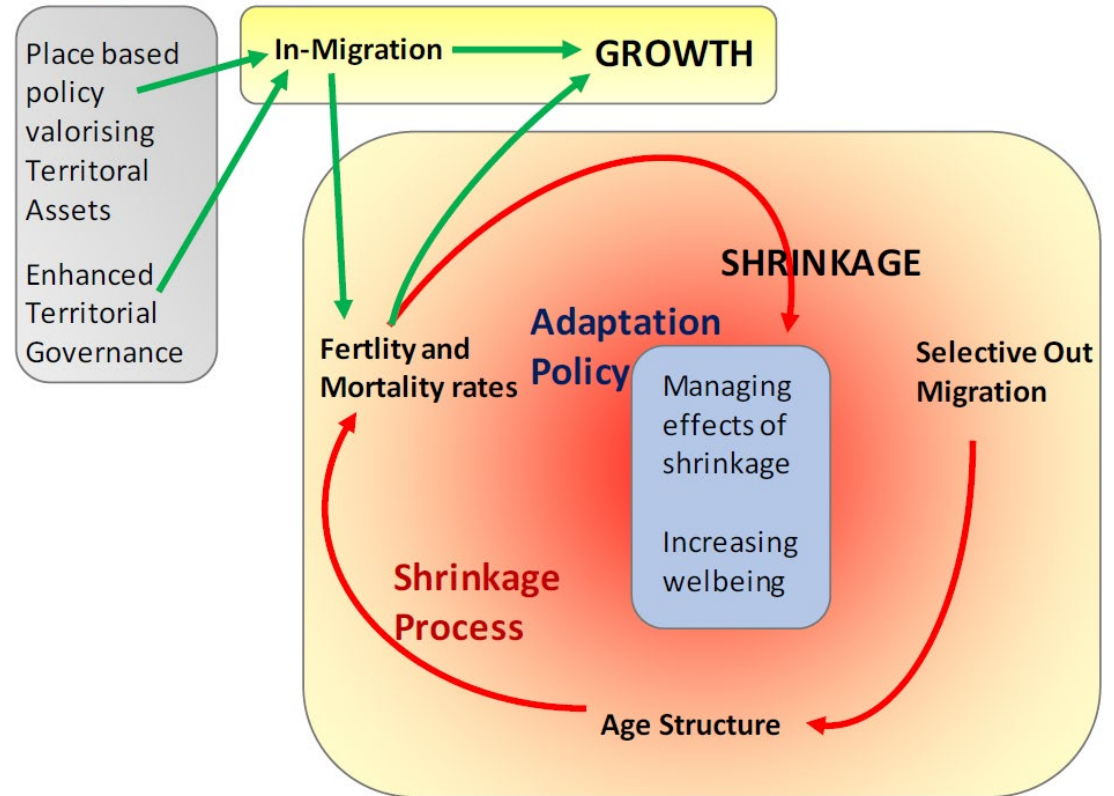 Place based
policy
valorising
Territoral
Assets
Enhanced
Territorial
Governance
In-Migration
GROWTH
SHRINKAGE
Adaptation
Policy
Fertlity and
Mortality rates
Managing
effects of
shrinkage
Increasing
welbeing
Selective Out
Migration
Shrinkage
Process
Age Structure